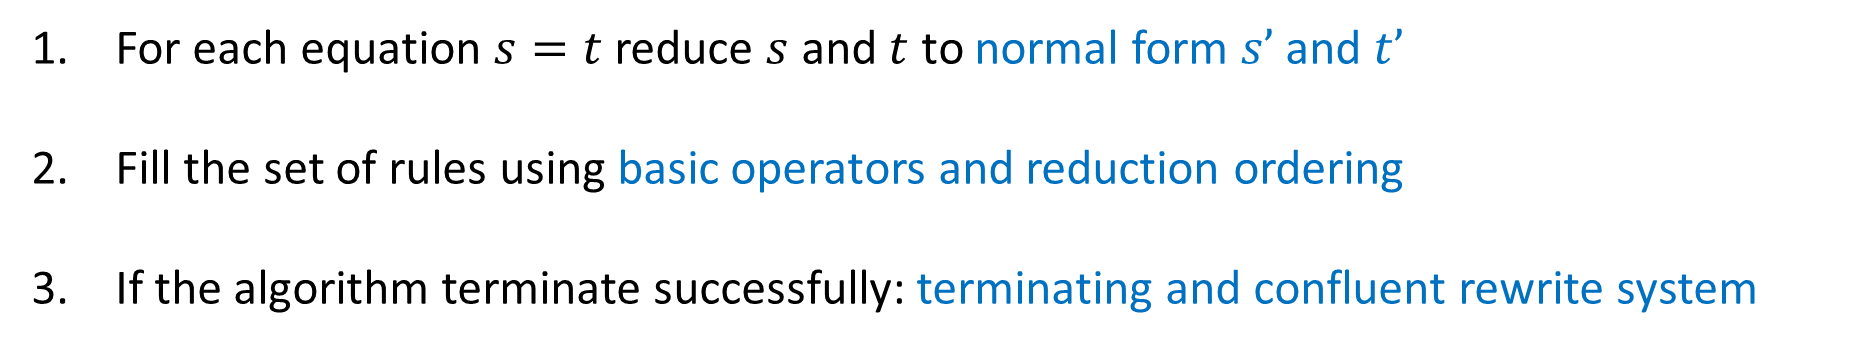 1. For each equation s = t reduce s and t to normal form s’ and t’
2. Fill the set of rules using basic operators and reduction ordering
3. If the algorithm terminate successfully: terminating and confluent rewrite system